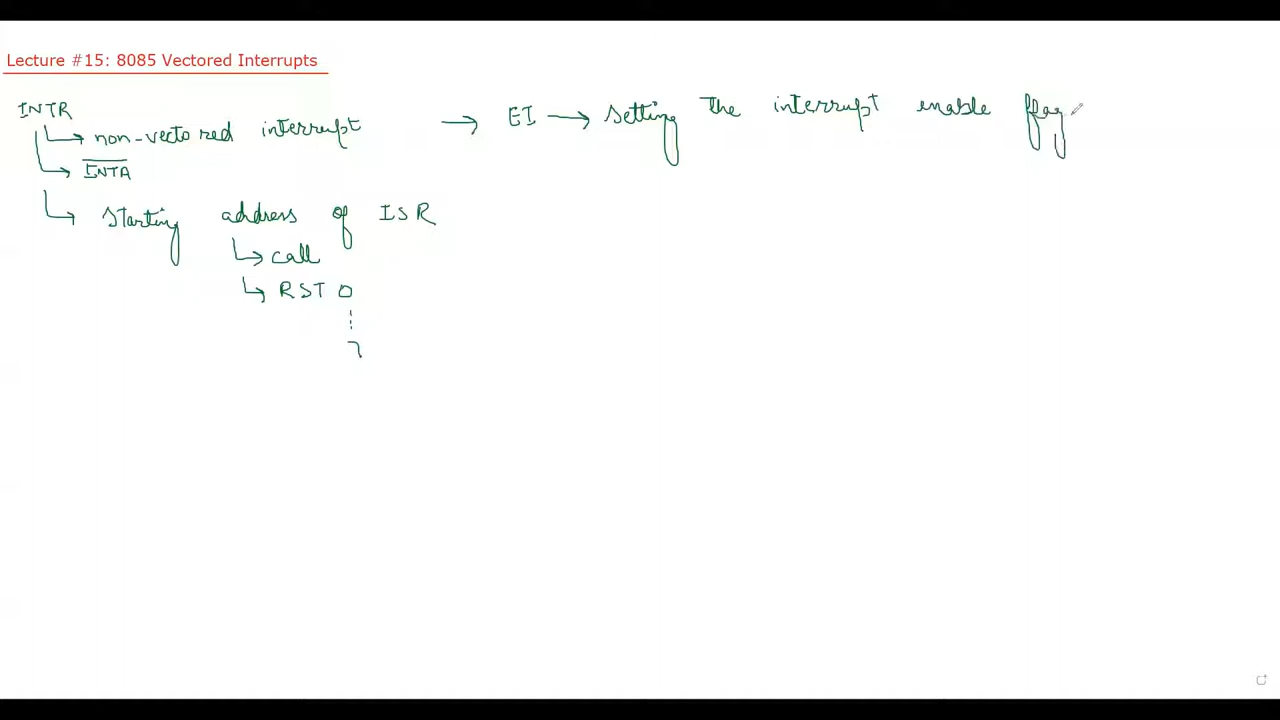 Lecture #15: 8085 Vectored Interrupts
INTR
→ non-vectored interrupt → EI → setting the interrupt enable flag
→ I̅N̅T̅A̅
→ starting address of ISR
→ call
→ RST 0
⋮
7